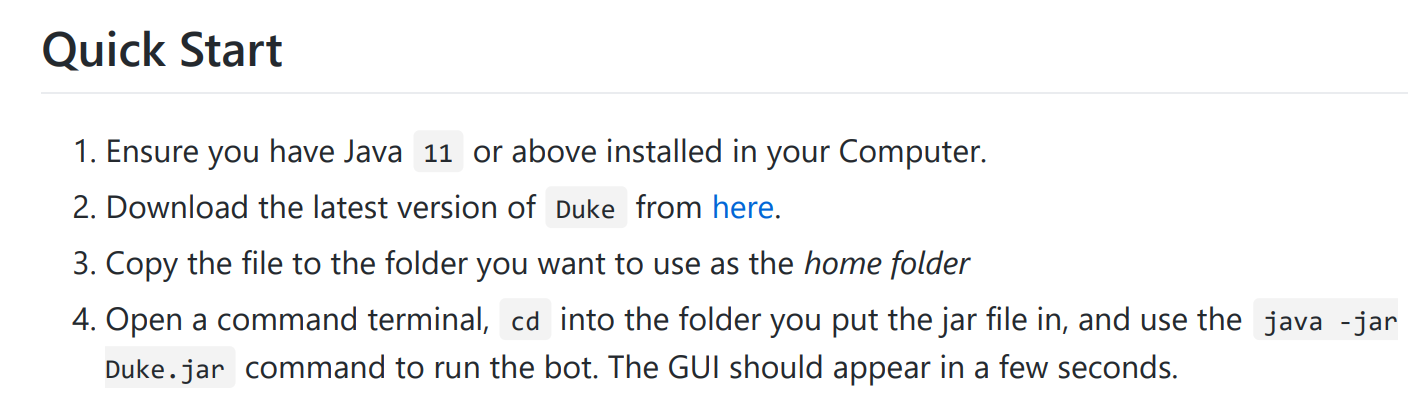 Quick Start
1. Ensure you have Java 11 or above installed in your Computer.
2. Download the latest version of Duke from here.
3. Copy the file to the folder you want to use as the home folder
4. Open a command terminal, cd into the folder you put the jar file in, and use the java -jar
Duke.jar command to run the bot. The GUI should appear in a few seconds.